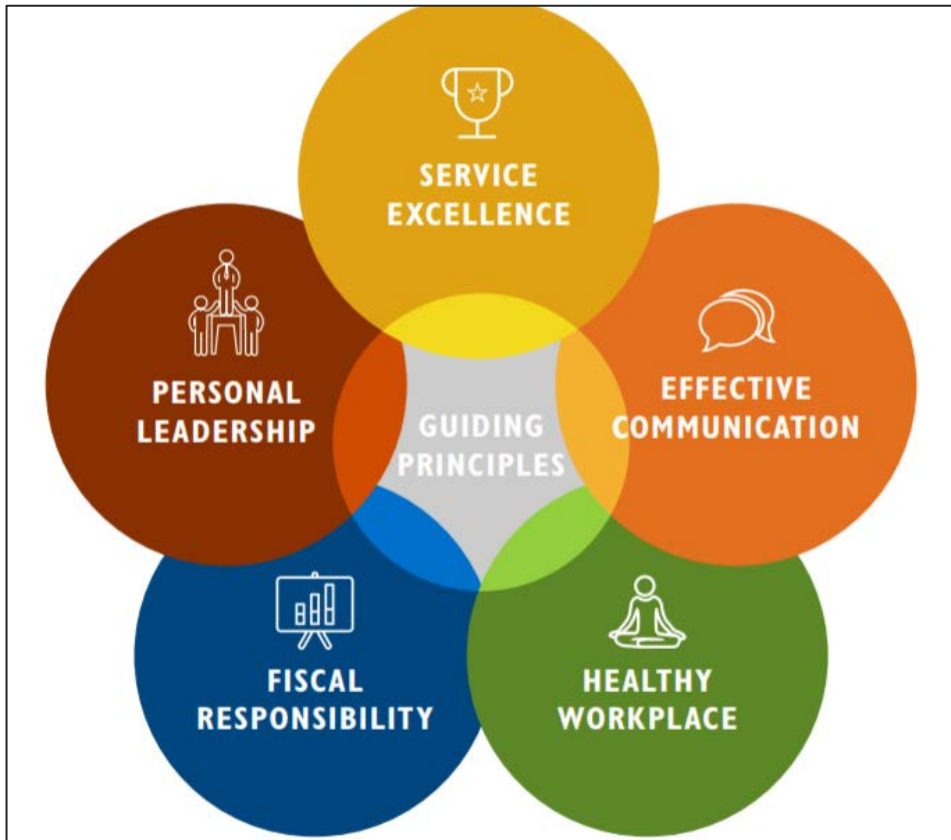 SERVICE
EXCELLENCE
PERSONAL
LEADERSHIP
EFFECTIVE
COMMUNICATION
GUIDING
PRINCIPLES
FISCAL
RESPONSIBILITY
HEALTHY
WORKPLACE